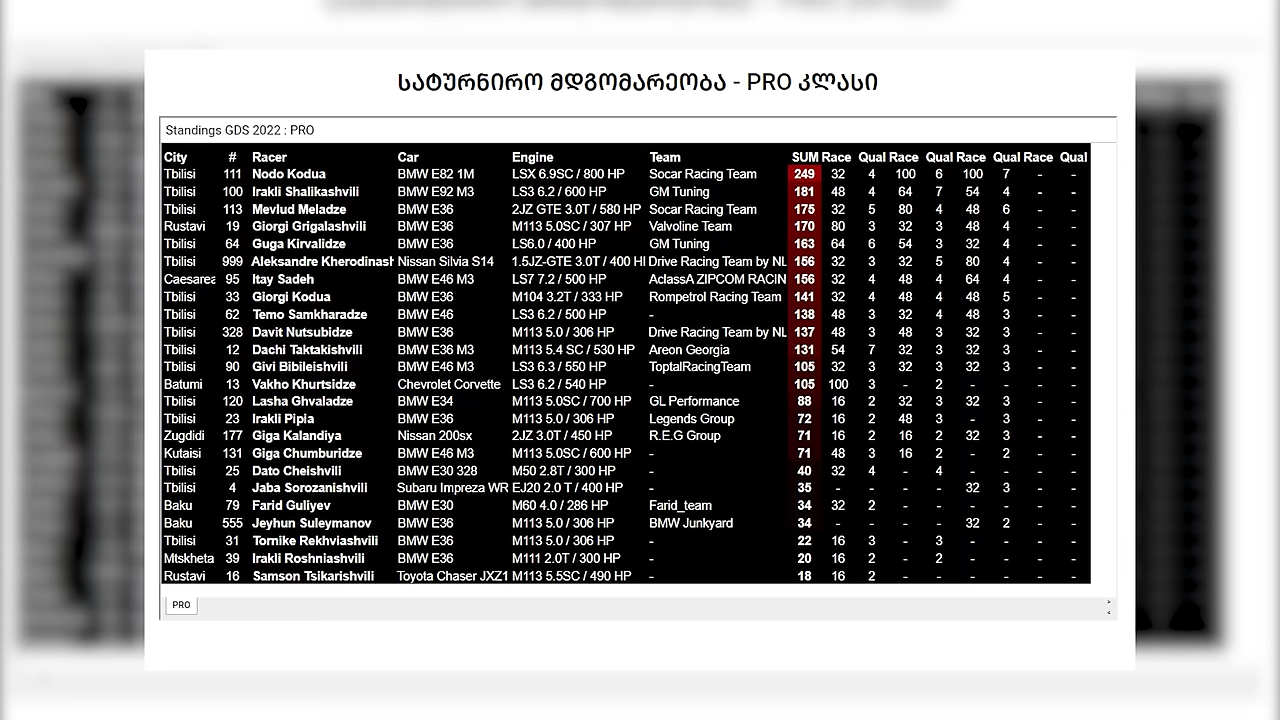 სატურნირო მდგომარეობა - PRO კლასი
Standings GDS 2022 : PRO
City # Racer Car Engine Team SUM Race Qual Race Qual Race Qual Race Qual
Tbilisi 111 Nodo Kodua BMW E82 1M LSX 6.9SC / 800 HP Socar Racing Team 249 32 4 100 6 100 7 - -
Tbilisi 100 Irakli Shalikashvili BMW E92 M3 LS3 6.2 / 600 HP GM Tuning 181 48 4 64 7 54 4 - -
Tbilisi 113 Mevlud Meladze BMW E36 2JZ GTE 3.0T / 580 HP Socar Racing Team 175 32 5 80 4 48 6 - -
Rustavi 19 Giorgi Grigalashvili BMW E36 M113 5.0SC / 307 HP Valvoline Team 170 80 3 32 3 48 4 - -
Tbilisi 64 Guga Kirvalidze BMW E36 LS6.0 / 400 HP GM Tuning 163 64 6 54 3 32 4 - -
Tbilisi 999 Aleksandre Kherodinash Nissan Silvia S14 1.5JZ-GTE 3.0T / 400 HI Drive Racing Team by NL 156 32 3 32 5 80 4 - -
Caesarea 95 Itay Sadeh BMW E46 M3 LS7 7.2 / 500 HP AclassA ZIPCOM RACIN 156 32 4 48 4 64 4 - -
Tbilisi 33 Giorgi Kodua BMW E36 M104 3.2T / 333 HP Rompetrol Racing Team 141 32 4 48 4 48 5 - -
Tbilisi 62 Temo Samkharadze BMW E46 LS3 6.2 / 500 HP - 138 48 3 32 4 48 3 - -
Tbilisi 328 Davit Nutsubidze BMW E36 M113 5.0 / 306 HP Drive Racing Team by NL 137 48 3 48 3 32 3 - -
Tbilisi 12 Dachi Taktakishvili BMW E36 M3 M113 5.4 SC / 530 HP Areon Georgia 131 54 7 32 3 32 3 - -
Tbilisi 90 Givi Bibileishvili BMW E46 M3 LS3 6.3 / 550 HP ToptalRacingTeam 105 32 3 32 3 32 3 - -
Batumi 13 Vakho Khurtsidze Chevrolet Corvette LS3 6.2 / 540 HP - 105 100 3 - 2 - - - -
Tbilisi 120 Lasha Ghvaladze BMW E34 M113 5.0SC / 700 HP GL Performance 88 16 2 32 3 32 3 - -
Tbilisi 23 Irakli Pipia BMW E36 M113 5.0 / 306 HP Legends Group 72 16 2 48 3 - 3 - -
Zugdidi 177 Giga Kalandiya Nissan 200sx 2JZ 3.0T / 450 HP R.E.G Group 71 16 2 16 2 32 3 - -
Kutaisi 131 Giga Chumburidze BMW E46 M3 M113 5.0SC / 600 HP - 71 48 3 16 2 - 2 - -
Tbilisi 25 Dato Cheishvili BMW E30 328 M50 2.8T / 300 HP - 40 32 4 - 4 - - - -
Tbilisi 4 Jaba Sorozanishvili Subaru Impreza WR EJ20 2.0 T / 400 HP - 35 - - - - 32 3 - -
Baku 79 Farid Guliyev BMW E30 M60 4.0 / 286 HP Farid_team 34 32 2 - - - - - -
Baku 555 Jeyhun Suleymanov BMW E36 M113 5.0 / 306 HP BMW Junkyard 34 - - - - 32 2 - -
Tbilisi 31 Tornike Rekhviashvili BMW E36 M113 5.0 / 306 HP - 22 16 3 - 3 - - - -
Mtskheta 39 Irakli Roshniashvili BMW E36 M111 2.0T / 300 HP - 20 16 2 - 2 - - - -
Rustavi 16 Samson Tsikarishvili Toyota Chaser JXZ1 M113 5.5SC / 490 HP - 18 16 2 - - - - - -
PRO